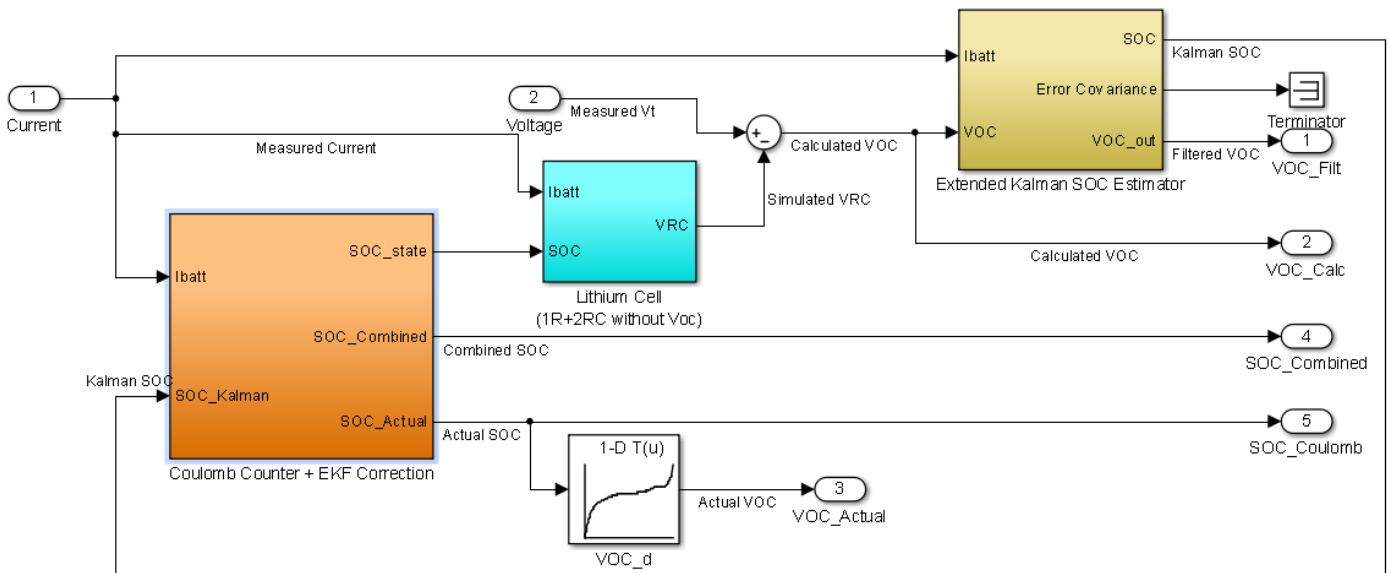 SOC
Kalman SOC
Ibatt
Error Covariance
Terminator
VOC
VOC_out
Filtered VOC
1
VOC_Filt
Extended Kalman SOC Estimator
1
Current
2
Voltage
Measured Vt
+
−
Calculated VOC
Measured Current
Simulated VRC
Ibatt
VRC
SOC
Lithium Cell
(1R+2RC without Voc)
Calculated VOC
2
VOC_Calc
SOC_state
Ibatt
SOC_Combined
Combined SOC
4
SOC_Combined
Kalman SOC
SOC_Kalman
SOC_Actual
Actual SOC
5
SOC_Coulomb
Coulomb Counter + EKF Correction
1-D T(u)
Actual VOC
3
VOC_Actual
VOC_d